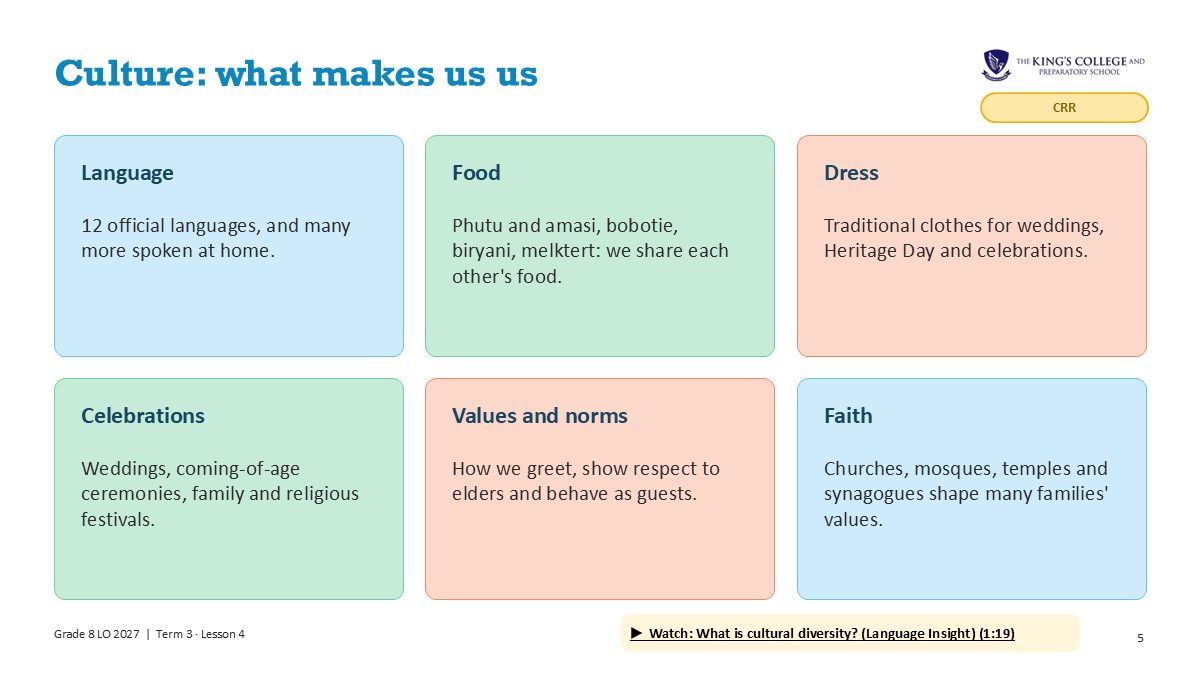 Culture: what makes us us
THE KING'S COLLEGE AND
PREPARATORY SCHOOL
CRR
Language
12 official languages, and many
more spoken at home.
Food
Phutu and amasi, bobotie,
biryani, melktert: we share each
other's food.
Dress
Traditional clothes for weddings,
Heritage Day and celebrations.
Celebrations
Weddings, coming-of-age
ceremonies, family and religious
festivals.
Values and norms
How we greet, show respect to
elders and behave as guests.
Faith
Churches, mosques, temples and
synagogues shape many families'
values.
Grade 8 LO 2027 | Term 3 · Lesson 4
▶ Watch: What is cultural diversity? (Language Insight) (1:19)
5